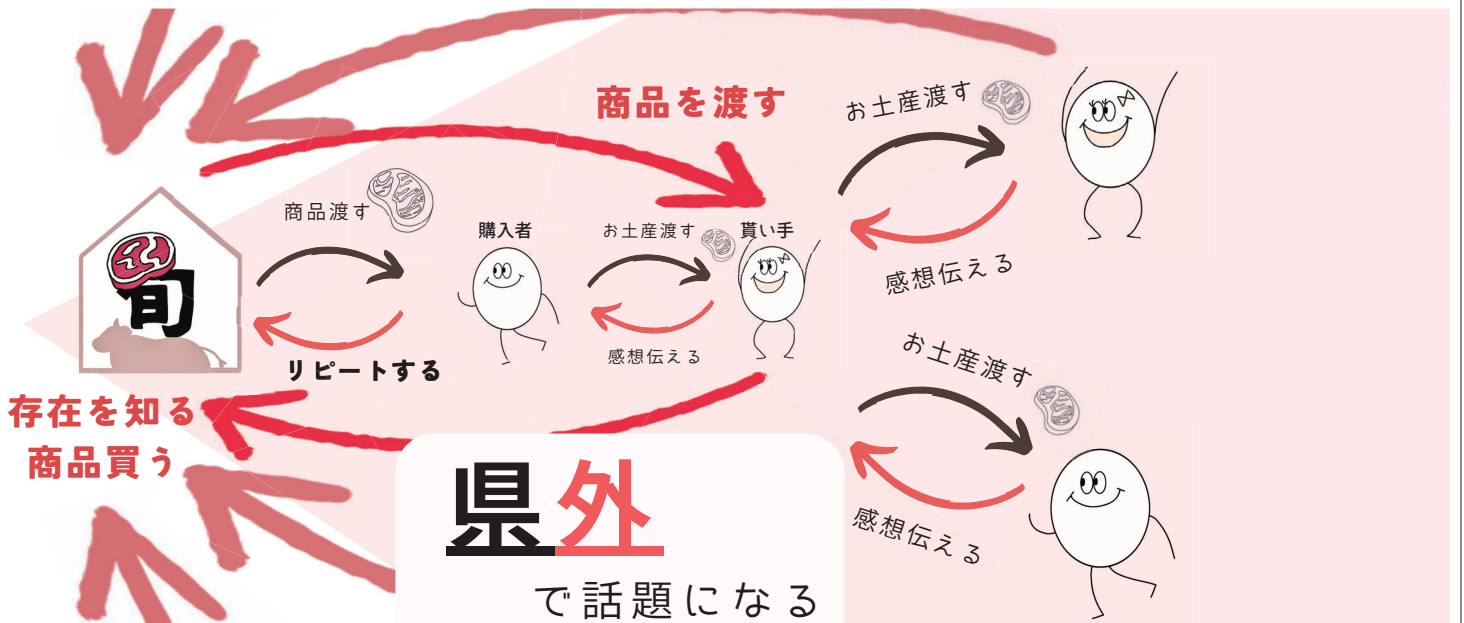 商品を渡す
お土産渡す
商品渡す
購入者
お土産渡す
貰い手
感想伝える
旬
感想伝える
リピートする
お土産渡す
存在を知る
商品買う
県外
で話題になる
感想伝える